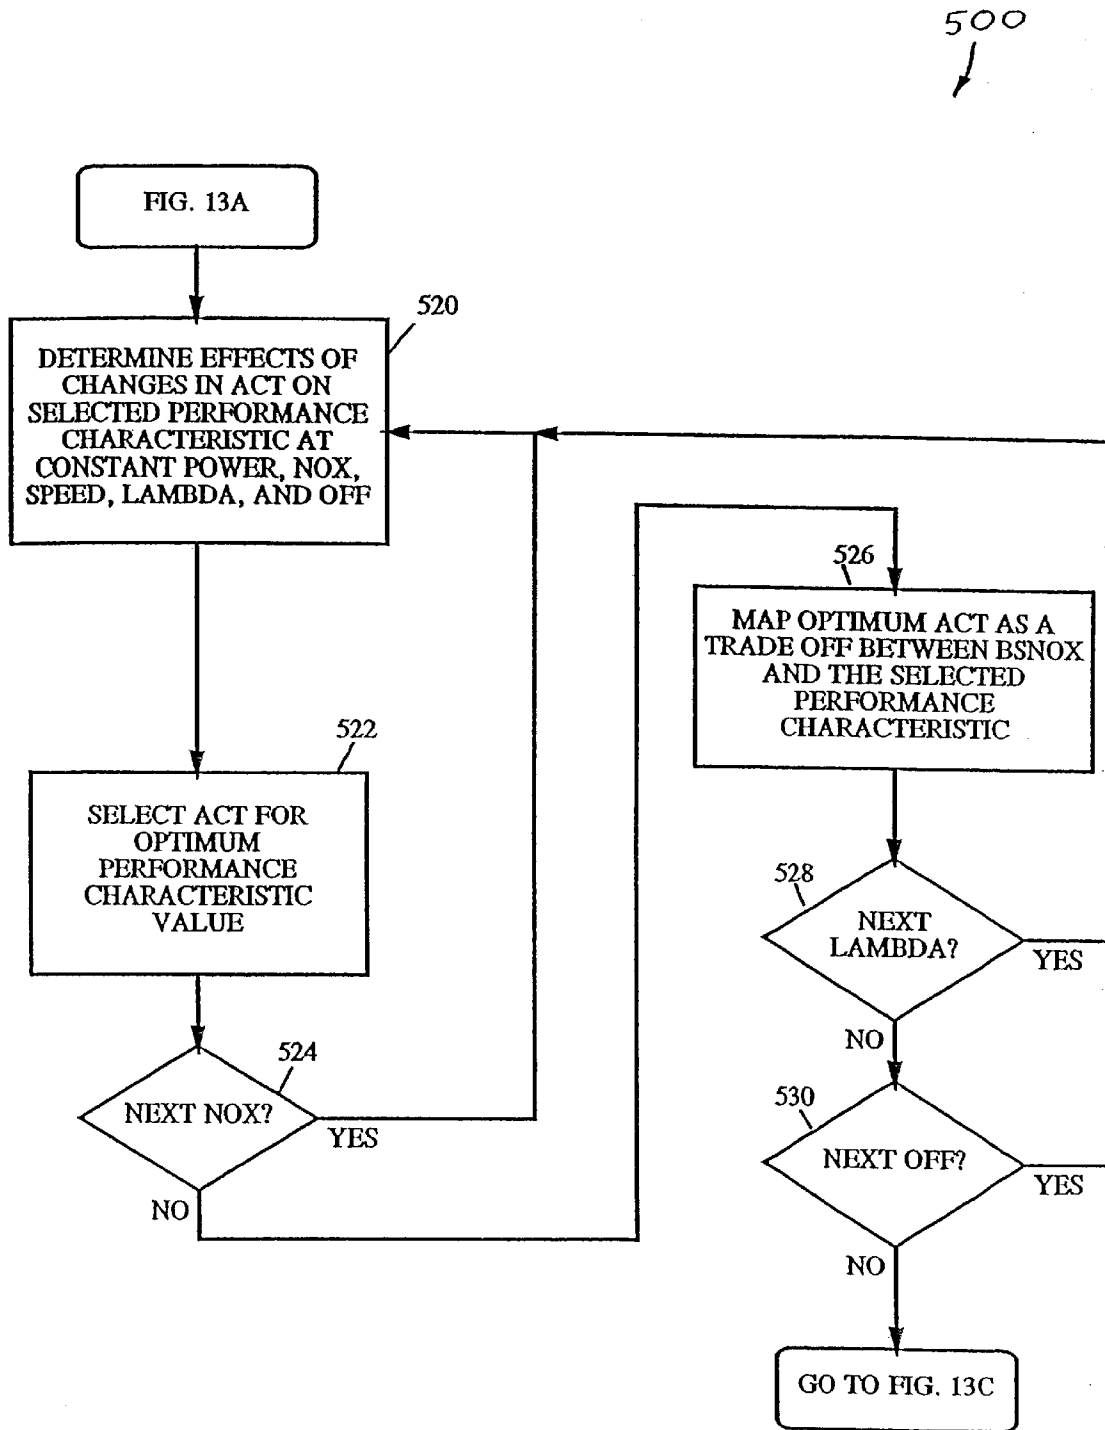 500
FIG. 13A
520
DETERMINE EFFECTS OF
CHANGES IN ACT ON
SELECTED PERFORMANCE
CHARACTERISTIC AT
CONSTANT POWER, NOX,
SPEED, LAMBDA, AND OFF
522
SELECT ACT FOR
OPTIMUM
PERFORMANCE
CHARACTERISTIC
VALUE
524
NEXT NOX?
YES
NO
526
MAP OPTIMUM ACT AS A
TRADE OFF BETWEEN BSNOX
AND THE SELECTED
PERFORMANCE
CHARACTERISTIC
528
NEXT
LAMBDA?
YES
NO
530
NEXT OFF?
YES
NO
GO TO FIG. 13C